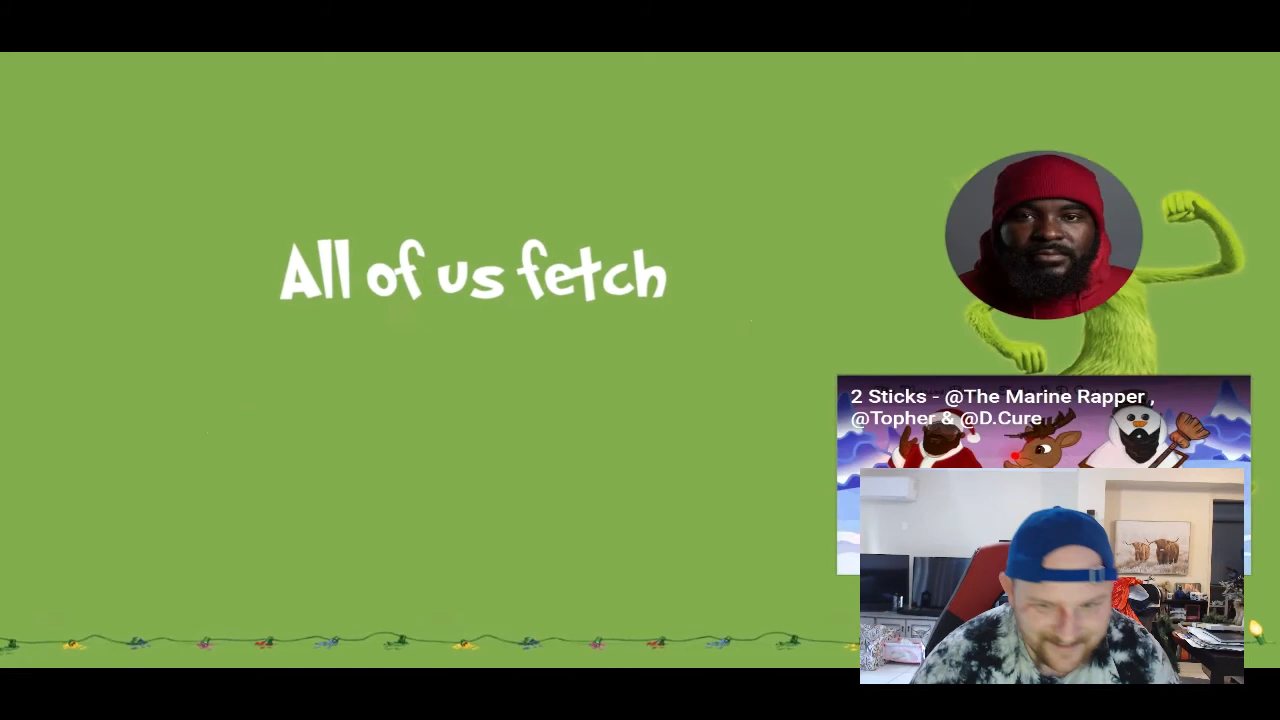 All of us fetch
2 Sticks - @The Marine Rapper ,
@Topher & @D.Cure